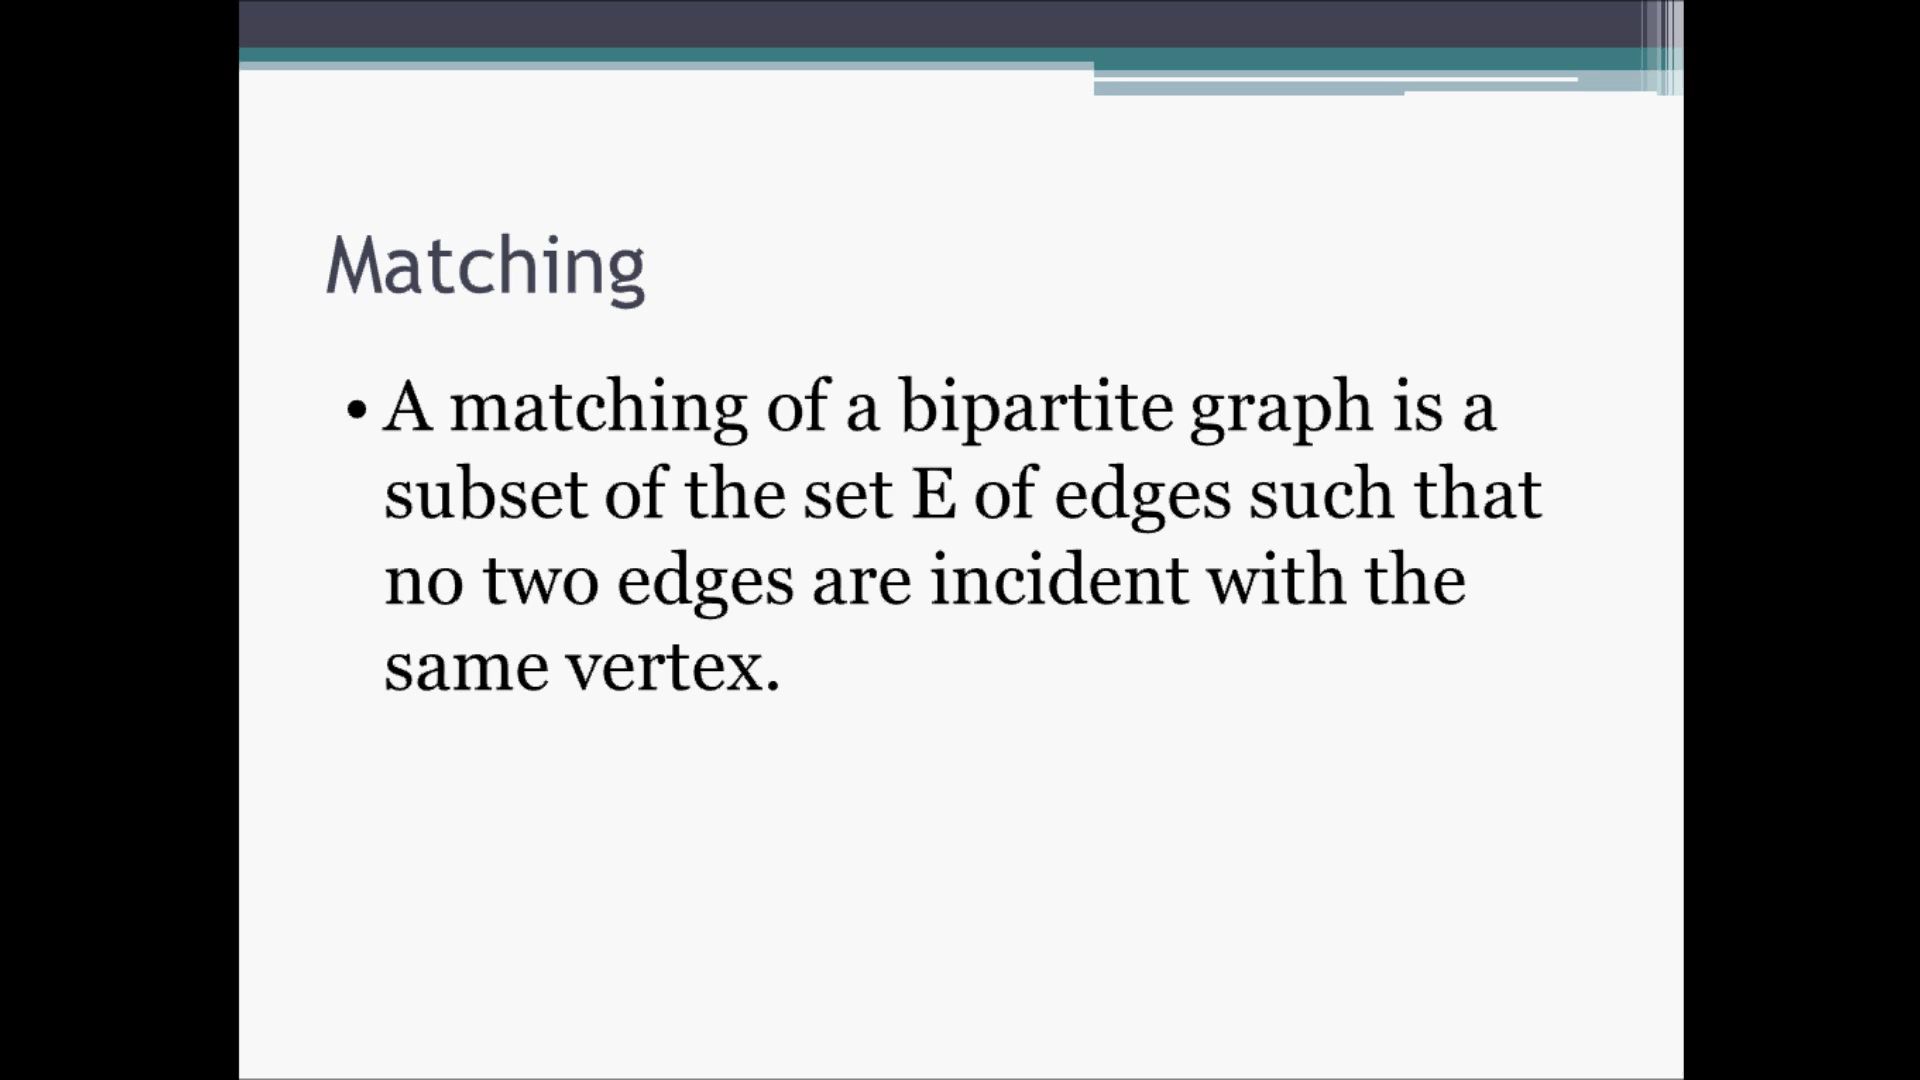 Matching
• A matching of a bipartite graph is a
subset of the set E of edges such that
no two edges are incident with the
same vertex.